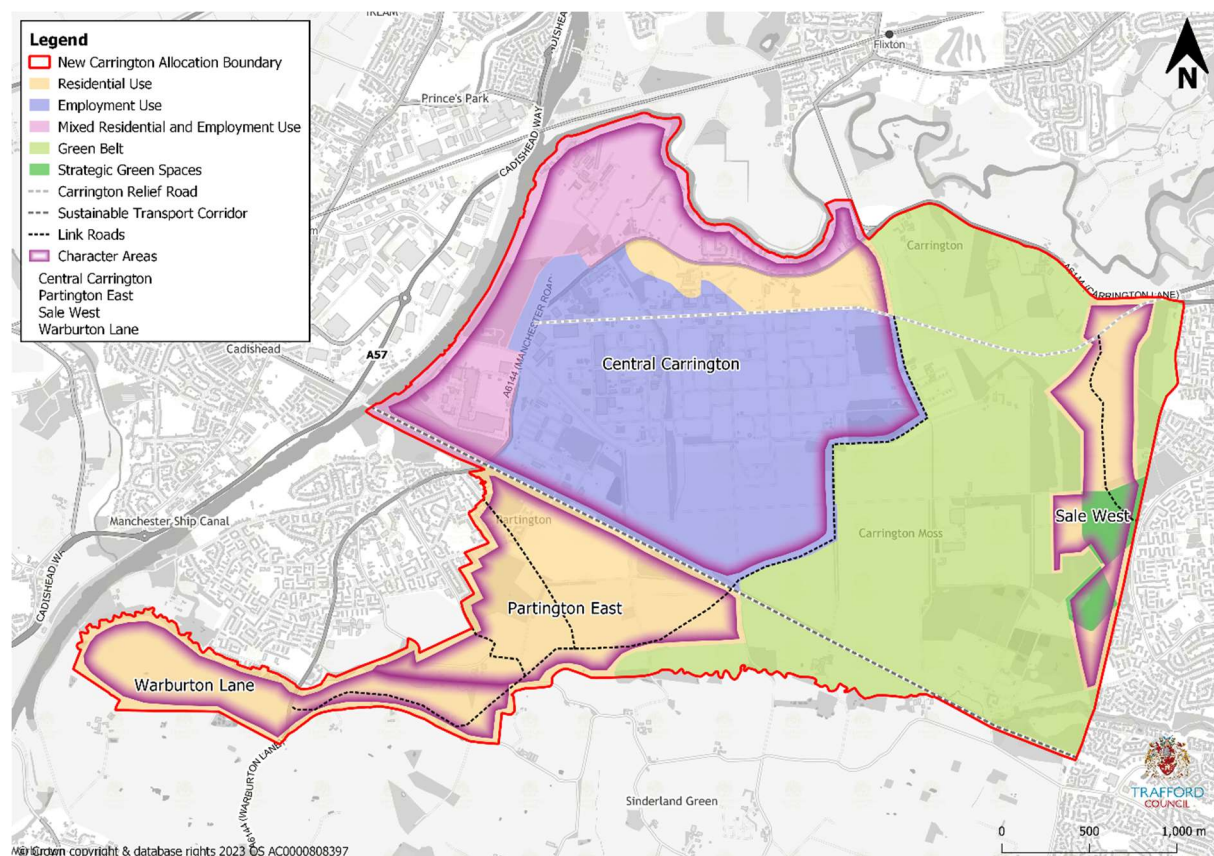 Legend
New Carrington Allocation Boundary
Residential Use
Employment Use
Mixed Residential and Employment Use
Green Belt
Strategic Green Spaces
Carrington Relief Road
Sustainable Transport Corridor
Link Roads
Character Areas
Central Carrington
Partington East
Sale West
Warburton Lane
N
Flixton
Prince's Park
CADISHEAD WAY
Carrington
A6144 (CARRINGTON LANE)
A6144 (MANCHESTER ROAD)
Cadishead
A57
Central Carrington
Manchester Ship Canal
Partington
Carrington Moss
Sale West
CADISHEAD WA
Partington East
Warburton Lane
A6144 (WARBURTON LANE)
Sinderland Green
TRAFFORD
COUNCIL
0 500 1,000 m
© Crown copyright & database rights 2023 OS AC0000808397